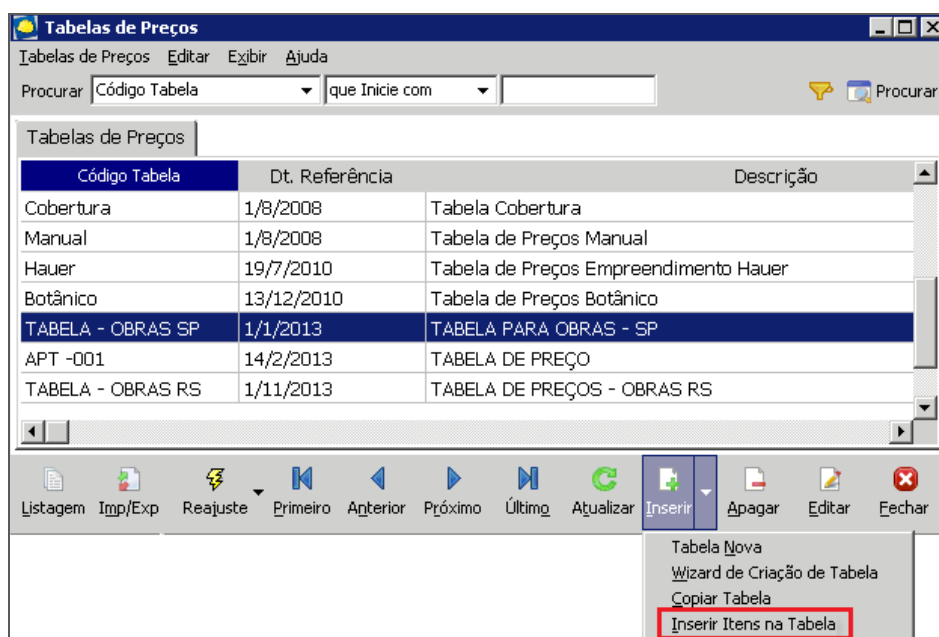 Tabelas de Preços
Tabelas de Preços Editar Exibir Ajuda
Procurar Código Tabela que Inicie com Procurar
Tabelas de Preços
Código Tabela Dt. Referência Descrição
Cobertura 1/8/2008 Tabela Cobertura
Manual 1/8/2008 Tabela de Preços Manual
Hauer 19/7/2010 Tabela de Preços Empreendimento Hauer
Botânico 13/12/2010 Tabela de Preços Botânico
TABELA - OBRAS SP 1/1/2013 TABELA PARA OBRAS - SP
APT -001 14/2/2013 TABELA DE PREÇO
TABELA - OBRAS RS 1/11/2013 TABELA DE PREÇOS - OBRAS RS
Listagem Imp/Exp Reajuste Primeiro Anterior Próximo Último Atualizar Inserir Apagar Editar Fechar
Tabela Nova
Wizard de Criação de Tabela
Copiar Tabela
Inserir Itens na Tabela